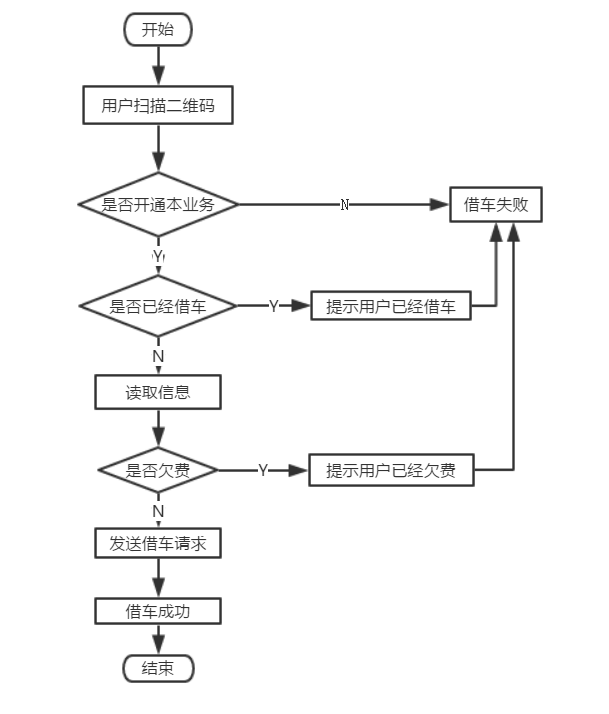 开始
用户扫描二维码
是否开通本业务
N
借车失败
Y
是否已经借车
Y
提示用户已经借车
N
读取信息
是否欠费
Y
提示用户已经欠费
N
发送借车请求
借车成功
结束